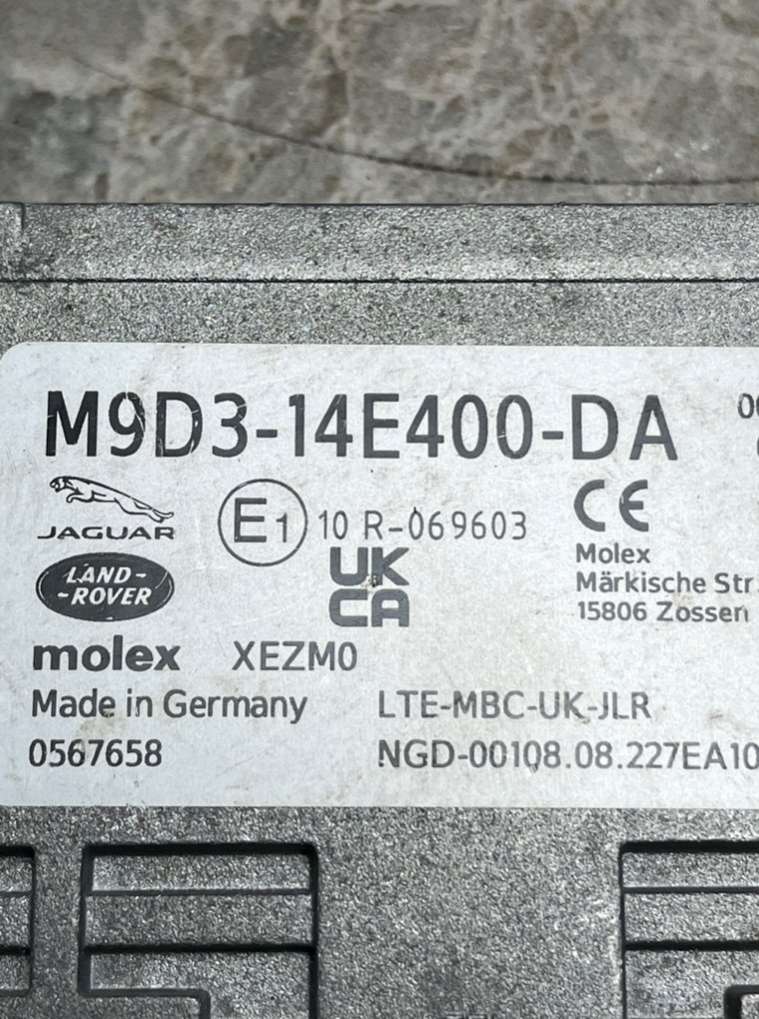 M9D3-14E400-DA
JAGUAR
E1 10 R-069603
CE
LAND-
-ROVER
UK
CA
Molex
Märkische Str
15806 Zossen
molex XEZM0
Made in Germany LTE-MBC-UK-JLR
0567658 NGD-00108.08.227EA10